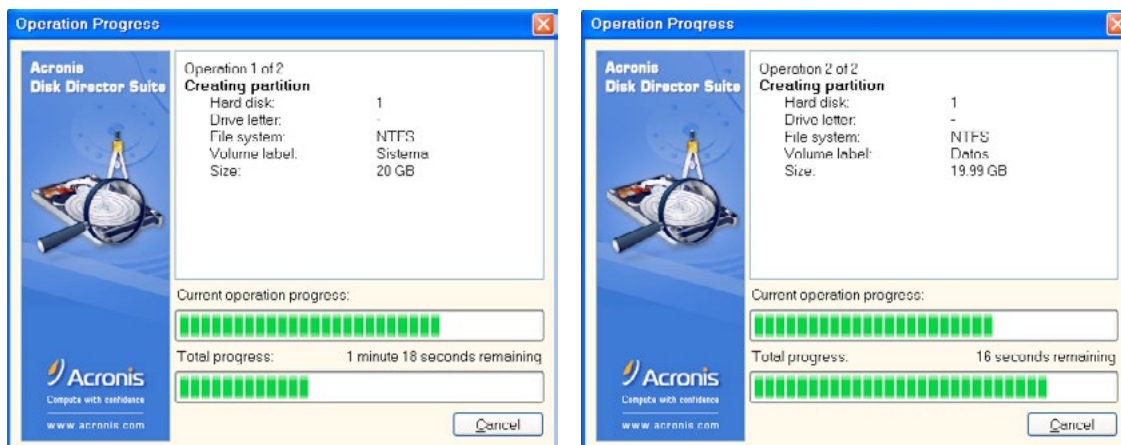 Operation Progress
Acronis
Disk Director Suite
Operation 1 of 2
Creating partition
Hard disk: 1
Drive letter: -
File system: NTFS
Volume label: Sistema
Size: 20 GB
Current operation progress:
Total progress: 1 minute 18 seconds remaining
Acronis
Compute with confidence
www.acronis.com
Cancel
Operation Progress
Acronis
Disk Director Suite
Operation 2 of 2
Creating partition
Hard disk: 1
Drive letter: -
File system: NTFS
Volume label: Datos
Size: 19.99 GB
Current operation progress:
Total progress: 16 seconds remaining
Acronis
Compute with confidence
www.acronis.com
Cancel